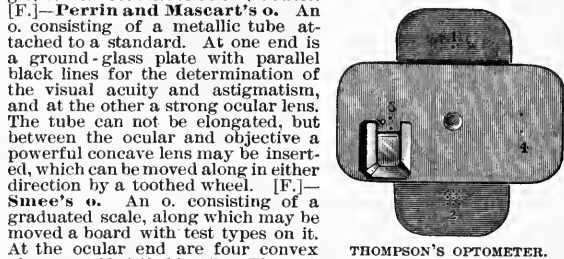 [F.]—Perrin and Mascart's o. An
o. consisting of a metallic tube at-
tached to a standard. At one end is
a ground-glass plate with parallel
black lines for the determination of
the visual acuity and astigmatism,
and at the other a strong ocular lens.
The tube can not be elongated, but
between the ocular and objective a
powerful concave lens may be insert-
ed, which can be moved along in either
direction by a toothed wheel. [F.]—
Smee's o. An o. consisting of a
graduated scale, along which may be
moved a board with test types on it.
At the ocular end are four convex
1
3
4
2
THOMPSON'S OPTOMETER.